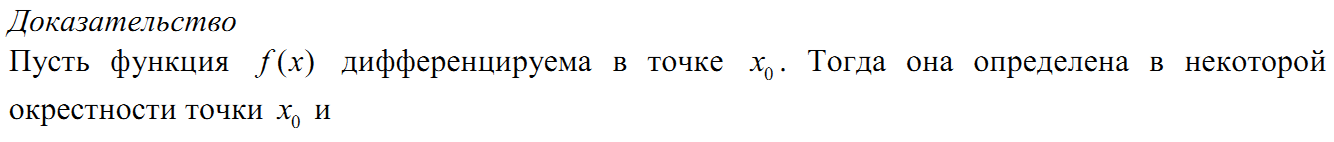 Доказательство
Пусть функция f(x) дифференцируема в точке x₀. Тогда она определена в некоторой
окрестности точки x₀ и